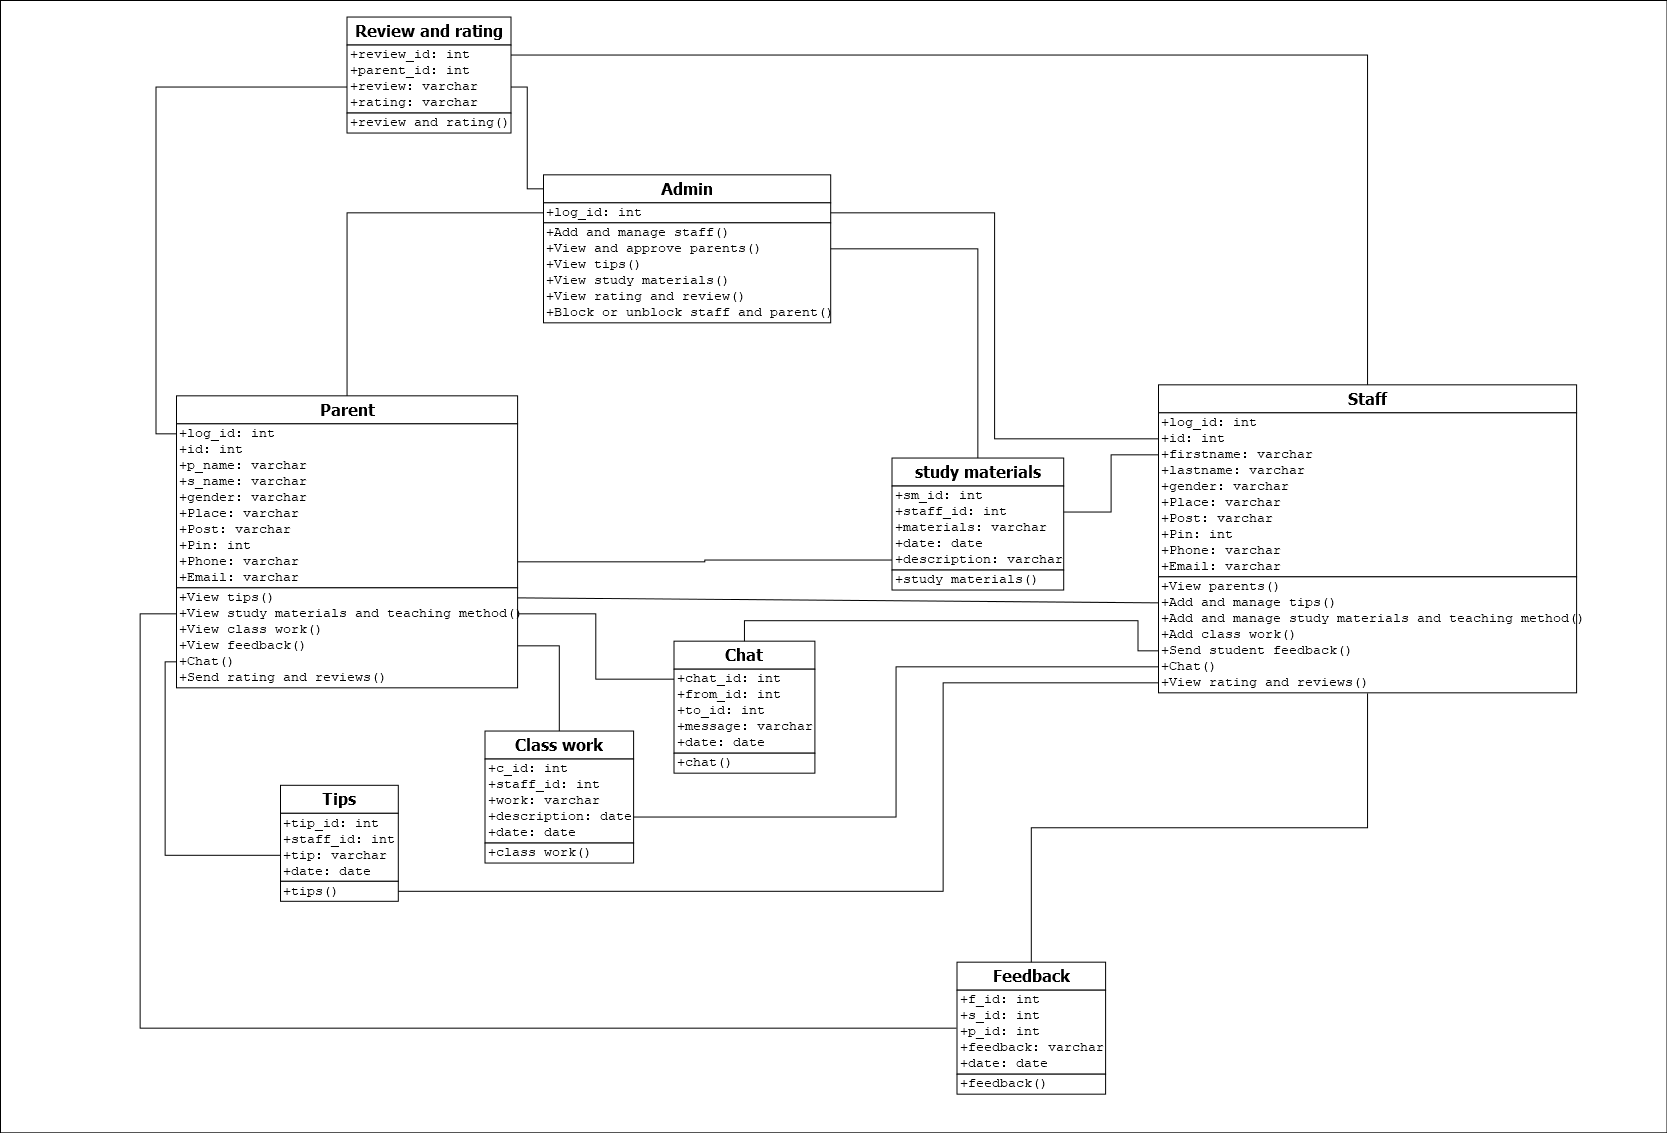 Review and rating
+review_id: int
+parent_id: int
+review: varchar
+rating: varchar
+review and rating()
Admin
+log_id: int
+Add and manage staff()
+View and approve parents()
+View tips()
+View study materials()
+View rating and review()
+Block or unblock staff and parent()
Parent
+log_id: int
+id: int
+p_name: varchar
+s_name: varchar
+gender: varchar
+Place: varchar
+Post: varchar
+Pin: int
+Phone: varchar
+Email: varchar
+View tips()
+View study materials and teaching method()
+View class work()
+View feedback()
+Chat()
+Send rating and reviews()
study materials
+sm_id: int
+staff_id: int
+materials: varchar
+date: date
+description: varchar
+study materials()
Staff
+log_id: int
+id: int
+firstname: varchar
+lastname: varchar
+gender: varchar
+Place: varchar
+Post: varchar
+Pin: int
+Phone: varchar
+Email: varchar
+View parents()
+Add and manage tips()
+Add and manage study materials and teaching method()
+Add class work()
+Send student feedback()
+Chat()
+View rating and reviews()
Chat
+chat_id: int
+from_id: int
+to_id: int
+message: varchar
+date: date
+chat()
Class work
+c_id: int
+staff_id: int
+work: varchar
+description: date
+date: date
+class work()
Tips
+tip_id: int
+staff_id: int
+tip: varchar
+date: date
+tips()
Feedback
+f_id: int
+s_id: int
+p_id: int
+feedback: varchar
+date: date
+feedback()